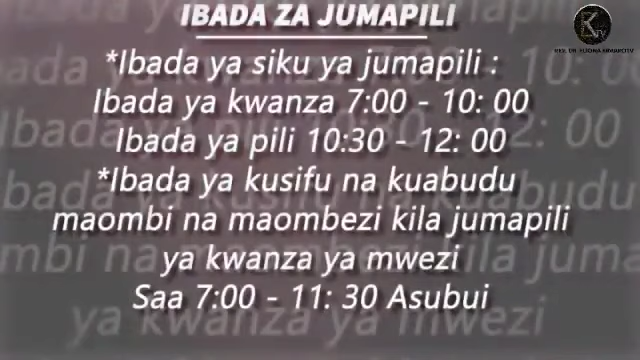 IBADA ZA JUMAPILI
*Ibada ya siku ya jumapili :
Ibada ya kwanza 7:00 - 10: 00
Ibada ya pili 10:30 - 12: 00
*Ibada ya kusifu na kuabudu
maombi na maombezi kila jumapili
ya kwanza ya mwezi
Saa 7:00 - 11: 30 Asubui